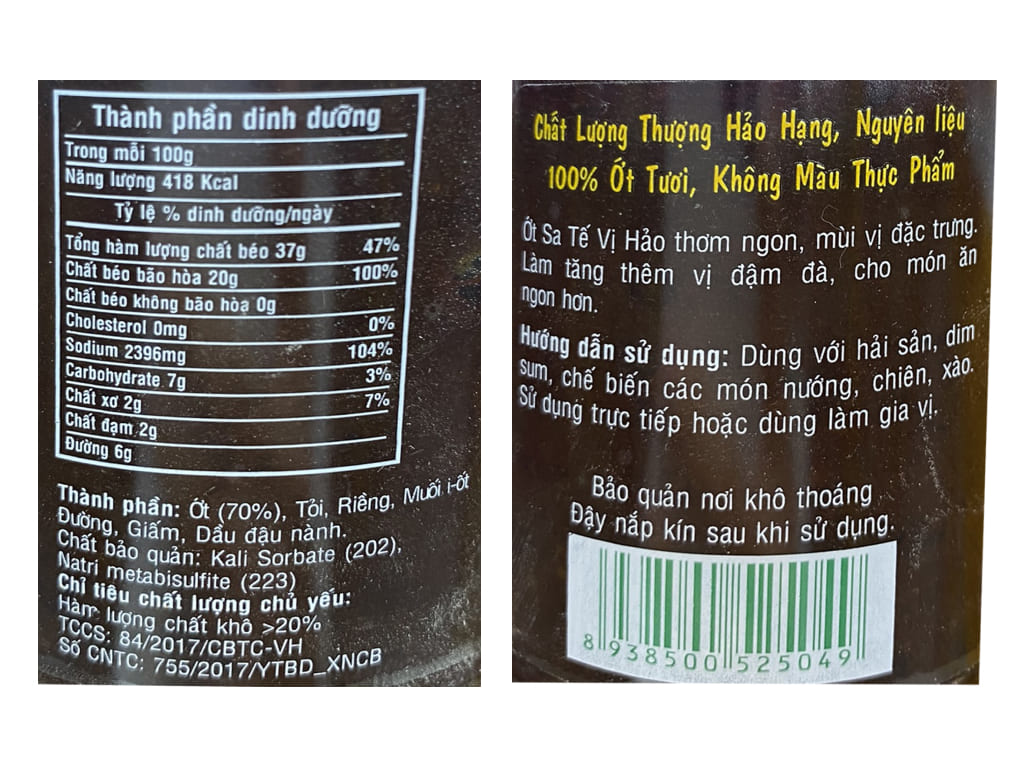 Thành phần dinh dưỡng
Trong mỗi 100g
Năng lượng 418 Kcal
Tỷ lệ % dinh dưỡng/ngày
Tổng hàm lượng chất béo 37g 47%
Chất béo bão hòa 20g 100%
Chất béo không bão hòa 0g
Cholesterol 0mg 0%
Sodium 2396mg 104%
Carbohydrate 7g 3%
Chất xơ 2g 7%
Chất đạm 2g
Đường 6g
Thành phần: Ớt (70%), Tỏi, Riềng, Muối i-ốt
Đường, Giấm, Dầu đậu nành.
Chất bảo quản: Kali Sorbate (202),
Natri metabisulfite (223)
Chỉ tiêu chất lượng chủ yếu:
Hàm lượng chất khô >20%
TCCS: 84/2017/CBTC-VH
Số CNTC: 755/2017/YTBD_XNCB
Chất Lượng Thượng Hảo Hạng, Nguyên liệu
100% Ớt Tươi, Không Màu Thực Phẩm
Ớt Sa Tế Vị Hảo thơm ngon, mùi vị đặc trưng.
Làm tăng thêm vị đậm đà, cho món ăn
ngon hơn.
Hướng dẫn sử dụng: Dùng với hải sản, dim
sum, chế biến các món nướng, chiên, xào.
Sử dụng trực tiếp hoặc dùng làm gia vị.
Bảo quản nơi khô thoáng
Đậy nắp kín sau khi sử dụng.
8 938500 525049